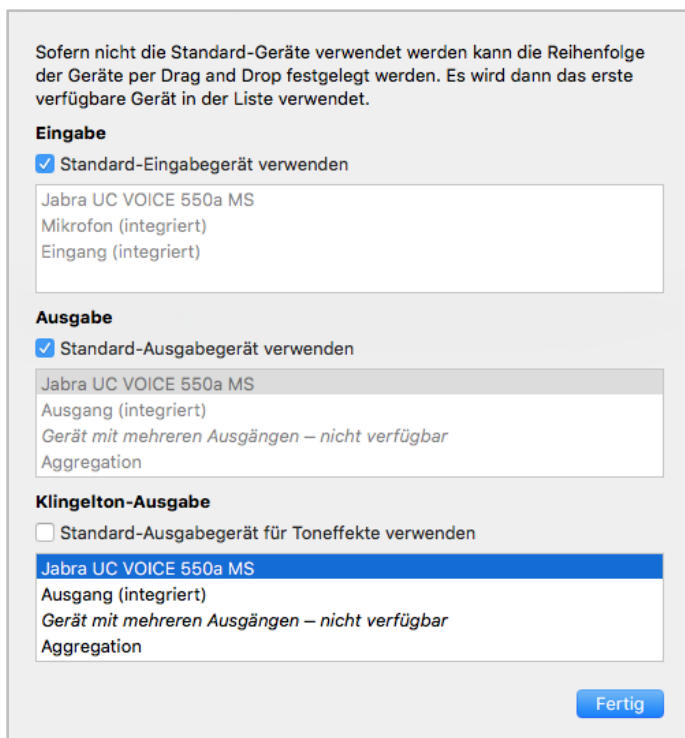 Sofern nicht die Standard-Geräte verwendet werden kann die Reihenfolge
der Geräte per Drag and Drop festgelegt werden. Es wird dann das erste
verfügbare Gerät in der Liste verwendet.
Eingabe
Standard-Eingabegerät verwenden
Jabra UC VOICE 550a MS
Mikrofon (integriert)
Eingang (integriert)
Ausgabe
Standard-Ausgabegerät verwenden
Jabra UC VOICE 550a MS
Ausgang (integriert)
Gerät mit mehreren Ausgängen – nicht verfügbar
Aggregation
Klingelton-Ausgabe
Standard-Ausgabegerät für Toneffekte verwenden
Jabra UC VOICE 550a MS
Ausgang (integriert)
Gerät mit mehreren Ausgängen – nicht verfügbar
Aggregation
Fertig